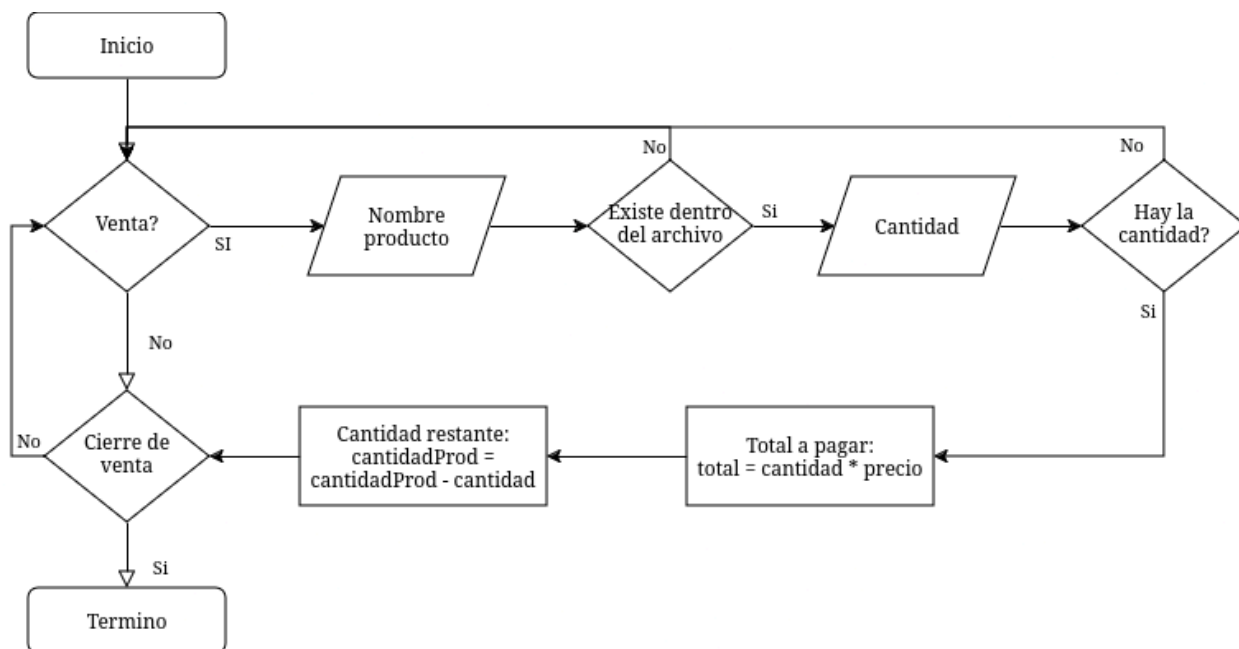 Inicio
No
No
Venta?
SI
Nombre
producto
Existe dentro
del archivo
Si
Cantidad
Hay la
cantidad?
Si
No
No
Cierre de
venta
Cantidad restante:
cantidadProd =
cantidadProd - cantidad
Total a pagar:
total = cantidad * precio
Si
Termino